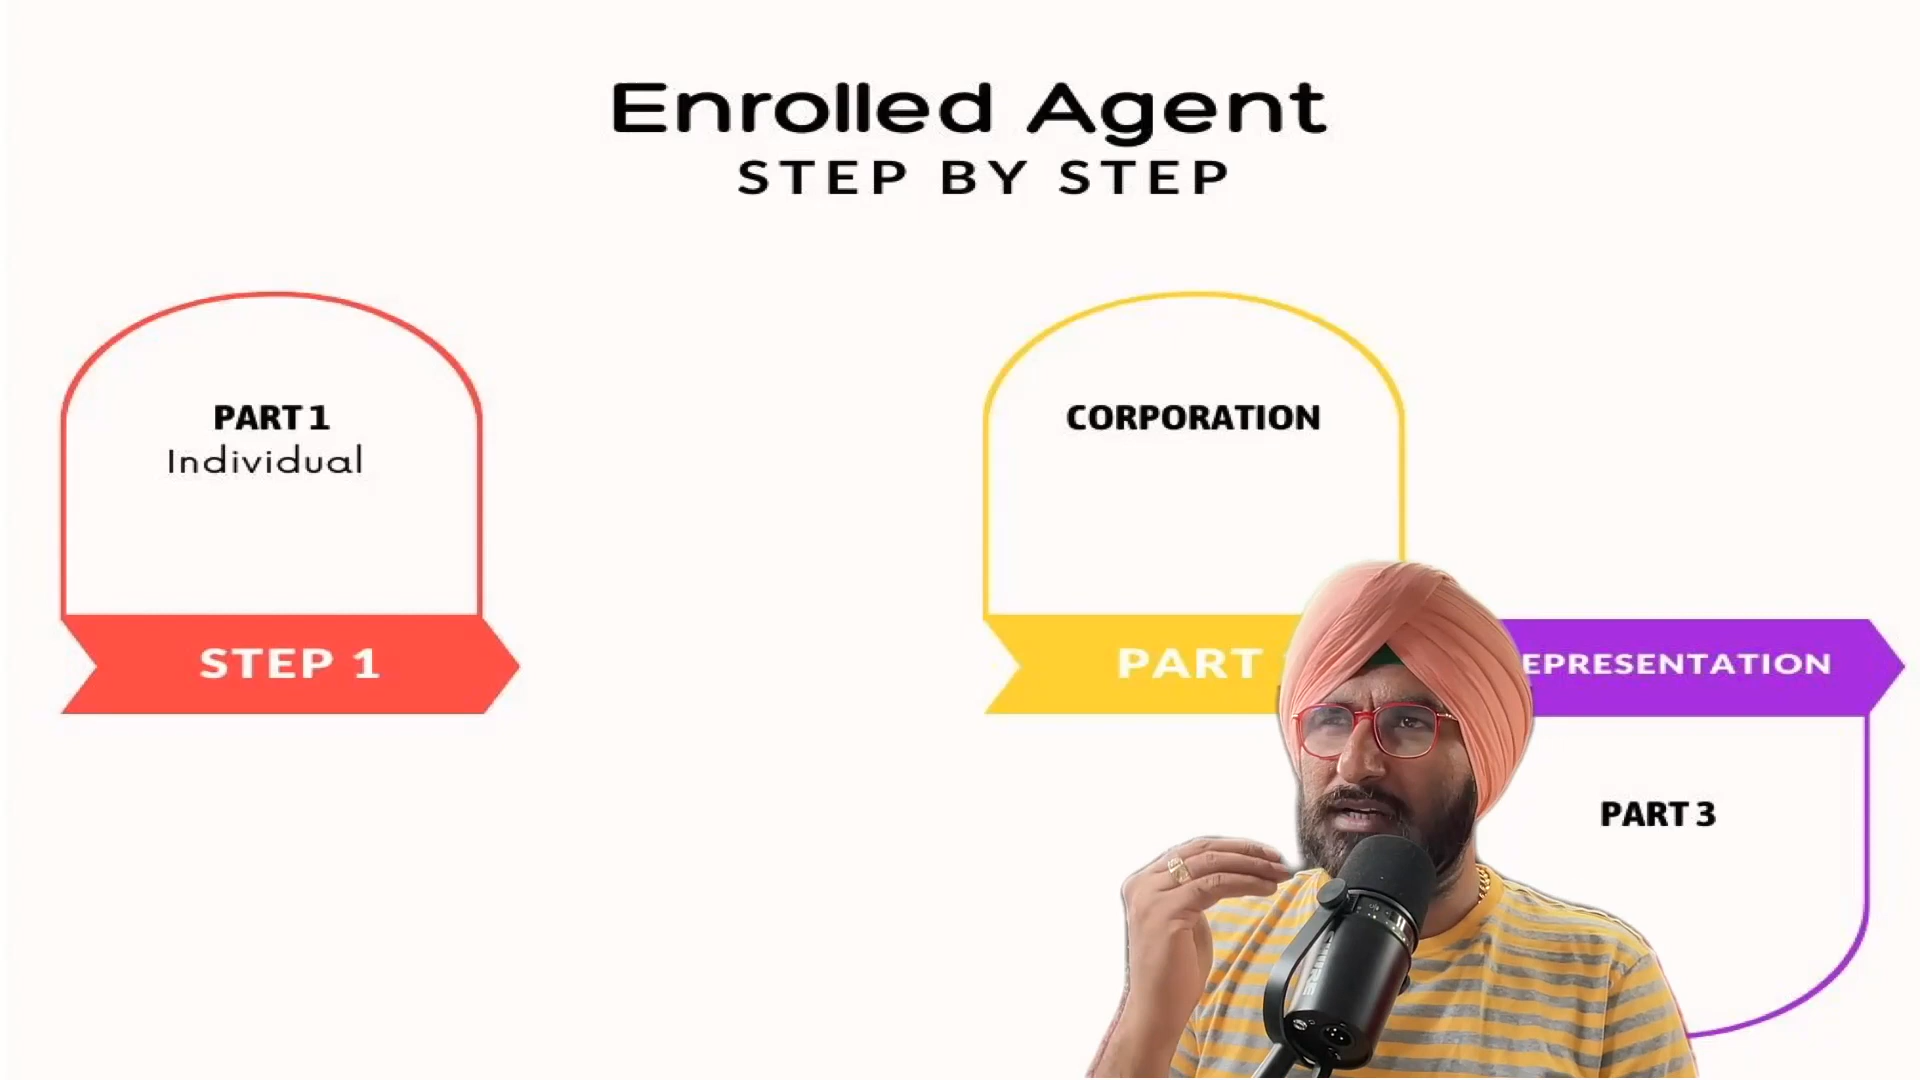 Enrolled Agent
STEP BY STEP
PART 1
Individual
STEP 1
CORPORATION
PART
EPRESENTATION
PART 3